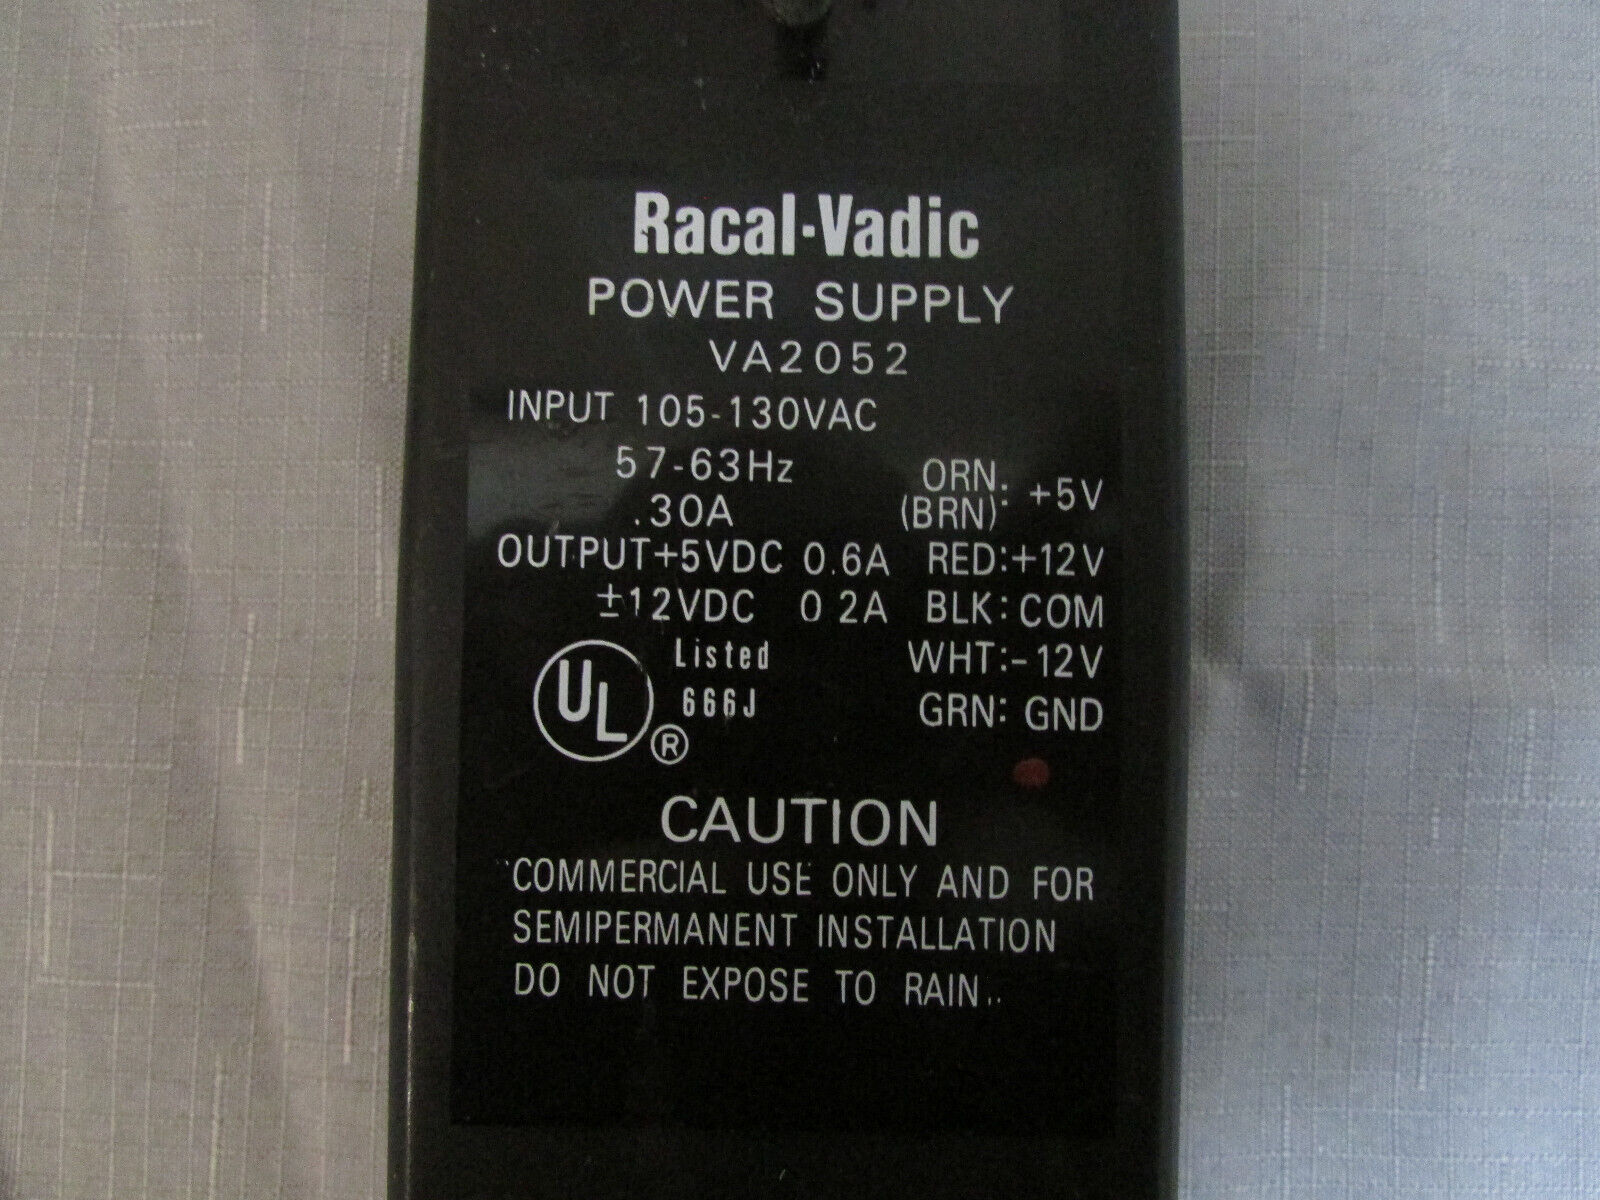 Racal-Vadic
POWER SUPPLY
VA2052
INPUT 105-130VAC
57-63Hz
.30A
OUTPUT+5VDC 0.6A
±12VDC 0 2A
ORN.
(BRN): +5V
RED:+12V
BLK:COM
WHT:-12V
GRN: GND
UL
®
Listed
666J
CAUTION
COMMERCIAL USE ONLY AND FOR
SEMIPERMANENT INSTALLATION
DO NOT EXPOSE TO RAIN..